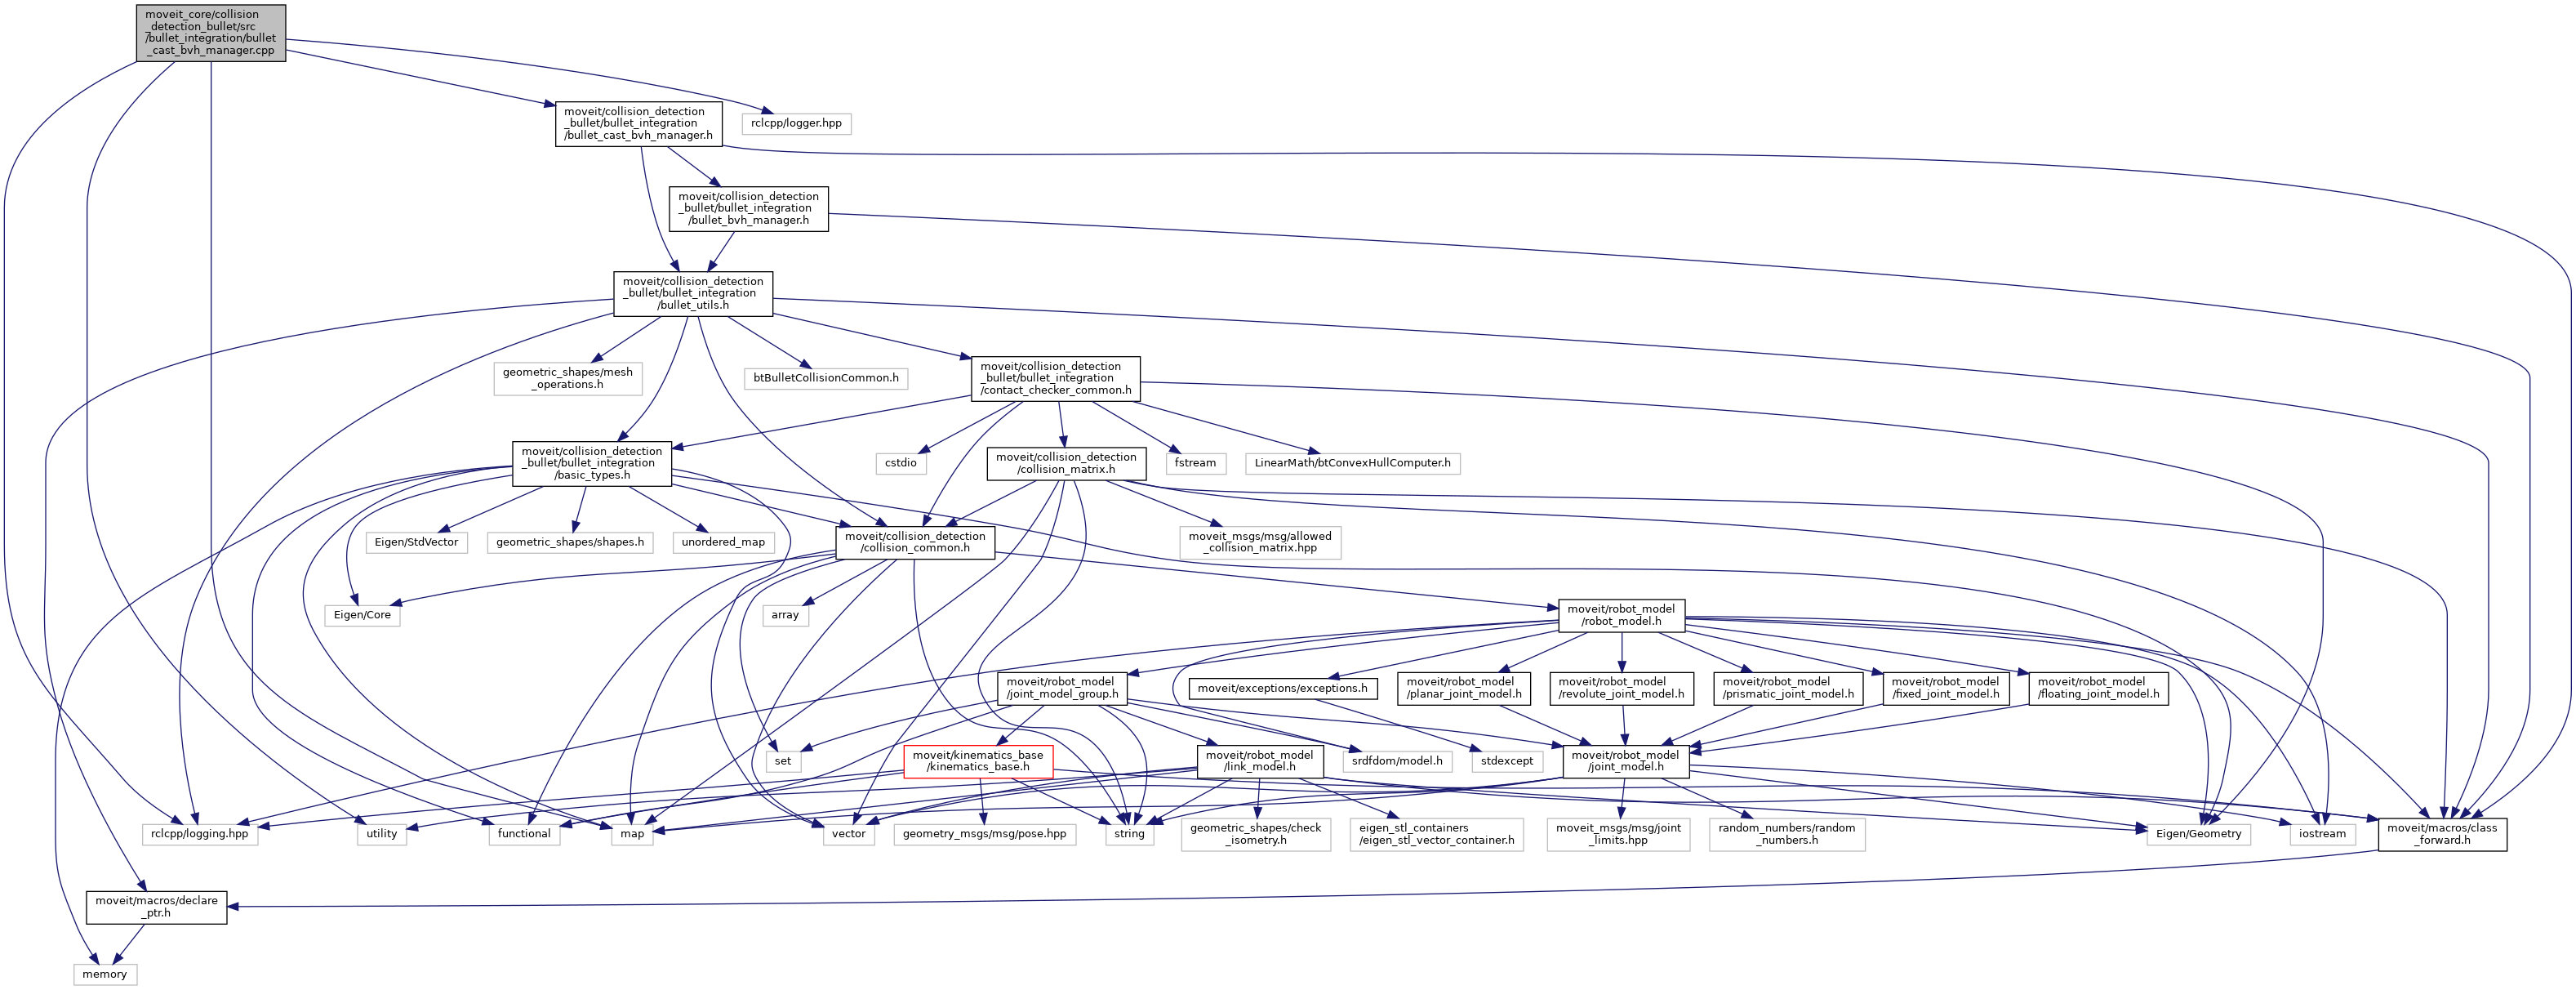 moveit_core/collision
_detection_bullet/src
/bullet_integration/bullet
_cast_bvh_manager.cpp
moveit/collision_detection
_bullet/bullet_integration
/bullet_cast_bvh_manager.h
rclcpp/logger.hpp
moveit/collision_detection
_bullet/bullet_integration
/bullet_bvh_manager.h
moveit/collision_detection
_bullet/bullet_integration
/bullet_utils.h
geometric_shapes/mesh
_operations.h
btBulletCollisionCommon.h
moveit/collision_detection
_bullet/bullet_integration
/contact_checker_common.h
moveit/collision_detection
_bullet/bullet_integration
/basic_types.h
cstdio
moveit/collision_detection
/collision_matrix.h
fstream
LinearMath/btConvexHullComputer.h
Eigen/StdVector
geometric_shapes/shapes.h
unordered_map
moveit/collision_detection
/collision_common.h
moveit_msgs/msg/allowed
_collision_matrix.hpp
Eigen/Core
array
moveit/robot_model
/robot_model.h
moveit/robot_model
/joint_model_group.h
moveit/exceptions/exceptions.h
moveit/robot_model
/planar_joint_model.h
moveit/robot_model
/revolute_joint_model.h
moveit/robot_model
/prismatic_joint_model.h
moveit/robot_model
/fixed_joint_model.h
moveit/robot_model
/floating_joint_model.h
set
moveit/kinematics_base
/kinematics_base.h
moveit/robot_model
/link_model.h
srdfdom/model.h
stdexcept
moveit/robot_model
/joint_model.h
rclcpp/logging.hpp
utility
functional
map
vector
geometry_msgs/msg/pose.hpp
string
geometric_shapes/check
_isometry.h
eigen_stl_containers
/eigen_stl_vector_container.h
moveit_msgs/msg/joint
_limits.hpp
random_numbers/random
_numbers.h
Eigen/Geometry
iostream
moveit/macros/class
_forward.h
moveit/macros/declare
_ptr.h
memory